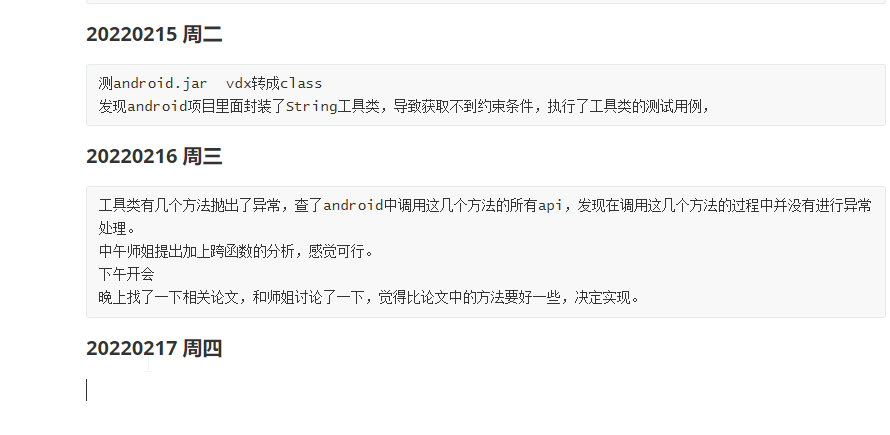 20220215 周二
测android.jar  vdx转成class
发现android项目里面封装了String工具类，导致获取不到约束条件，执行了工具类的测试用例，
20220216 周三
工具类有几个方法抛出了异常，查了android中调用这几个方法的所有api，发现在调用这几个方法的过程中并没有进行异常
处理。
中午师姐提出加上跨函数的分析，感觉可行。
下午开会
晚上找了一下相关论文，和师姐讨论了一下，觉得比论文中的方法要好一些，决定实现。
20220217 周四